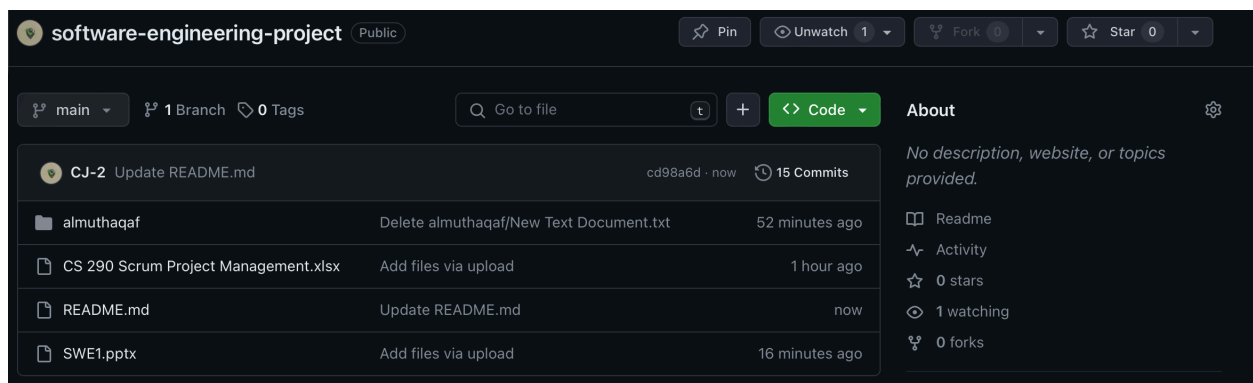 software-engineering-project Public Pin Unwatch 1 Fork 0 Star 0
main 1 Branch 0 Tags Go to file t + <> Code
CJ-2 Update README.md cd98a6d · now 15 Commits
almuthaqaf Delete almuthaqaf/New Text Document.txt 52 minutes ago
CS 290 Scrum Project Management.xlsx Add files via upload 1 hour ago
README.md Update README.md now
SWE1.pptx Add files via upload 16 minutes ago
About
No description, website, or topics
provided.
Readme
Activity
0 stars
1 watching
0 forks